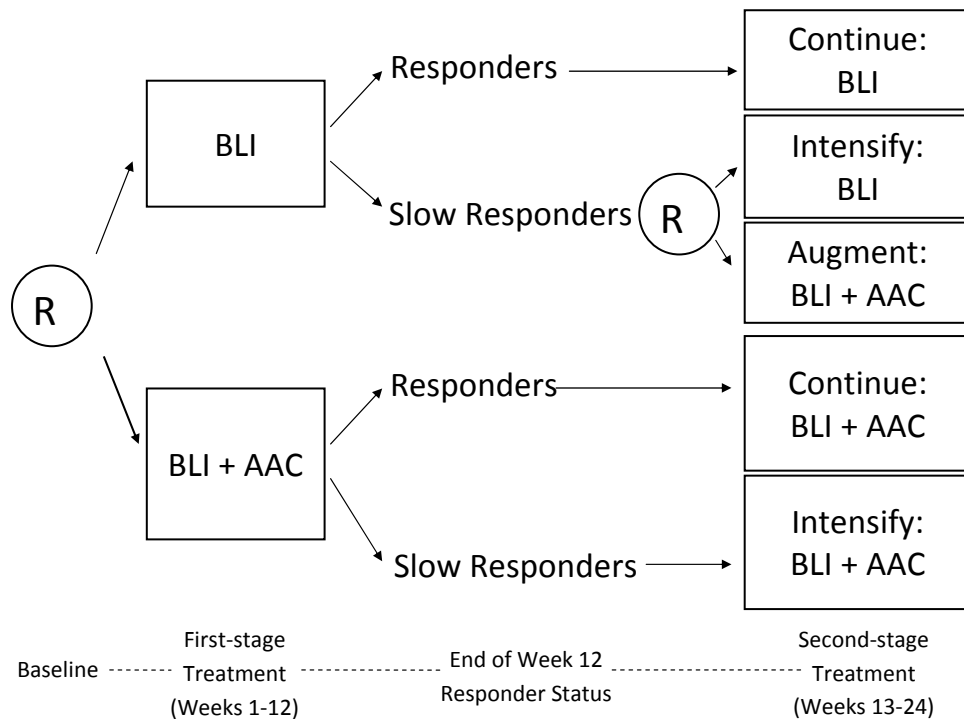 Continue:
BLI
Responders
BLI
Intensify:
BLI
Slow Responders
R
Augment:
BLI + AAC
R
Continue:
BLI + AAC
Responders
BLI + AAC
Intensify:
BLI + AAC
Slow Responders
Baseline
First-stage
Treatment
(Weeks 1-12)
End of Week 12
Responder Status
Second-stage
Treatment
(Weeks 13-24)